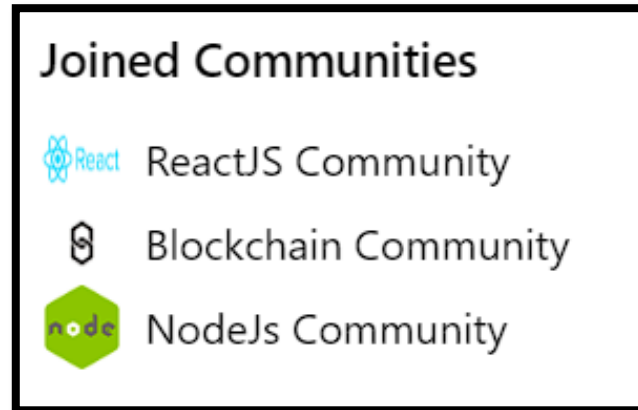 Joined Communities
React ReactJS Community
Blockchain Community
node NodeJs Community